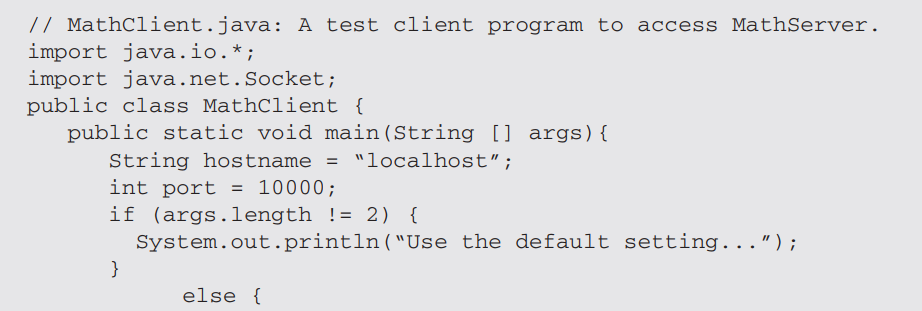 // MathClient.java: A test client program to access MathServer.
import java.io.*;
import java.net.Socket;
public class MathClient {
public static void main(String [] args){
String hostname = “localhost”;
int port = 10000;
if (args.length != 2) {
System.out.println(“Use the default setting...”);
}
else {